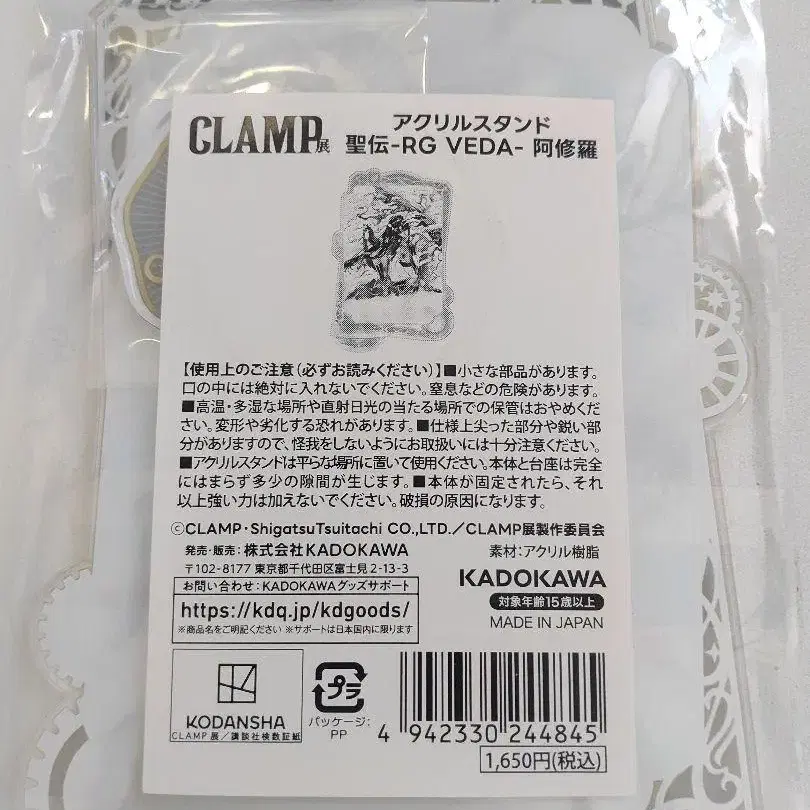 CLAMP展
アクリルスタンド
聖伝-RG VEDA- 阿修羅
【使用上のご注意(必ずお読みください)】■小さな部品があります。
口の中には絶対に入れないでください。窒息などの危険があります。
■高温・多湿な場所や直射日光の当たる場所での保管はおやめくだ
さい。変形や劣化する恐れがあります。■仕様上尖った部分や鋭い部
分がありますので、怪我をしないようにお取扱いには十分注意ください。
■アクリルスタンドは平らな場所に置いて使用ください。本体と台座は完全
にはまらず多少の隙間が生じます。■本体が固定されたら、それ
以上強い力は加えないでください。破損の原因になります。
©CLAMP・ShigatsuTsuitachi CO.,LTD./CLAMP展製作委員会
発売・販売:株式会社KADOKAWA
〒102-8177 東京都千代田区富士見2-13-3
お問い合わせ:KADOKAWAグッズサポート
https://kdq.jp/kdgoods/
※商品名をご明記ください ※サポートは日本国内に限ります
素材:アクリル樹脂
KADOKAWA
対象年齢15歳以上
MADE IN JAPAN
KODANSHA
CLAMP展/講談社検数証紙
プラ
パッケージ:
PP
4 942330 244845
1,650円(税込)